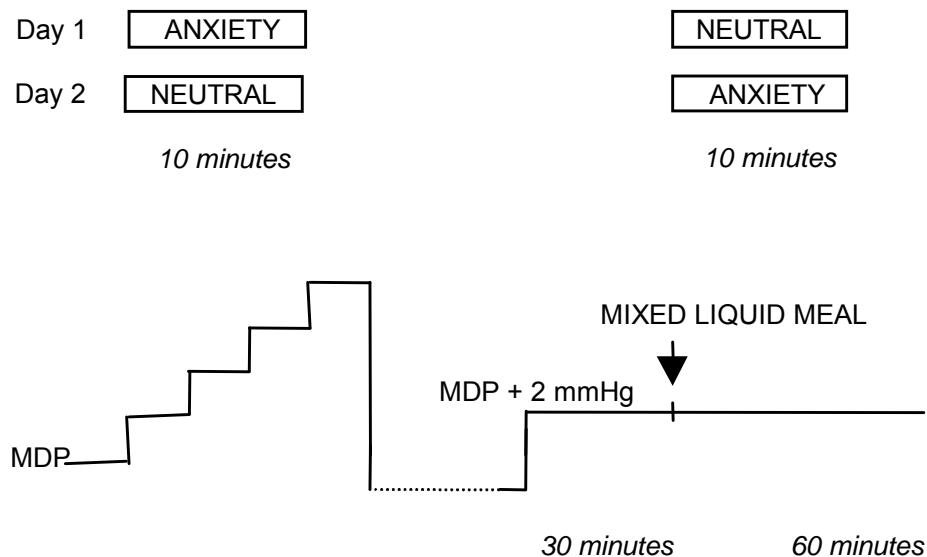 Day 1 ANXIETY NEUTRAL
Day 2 NEUTRAL ANXIETY
10 minutes 10 minutes
MIXED LIQUID MEAL
MDP + 2 mmHg
MDP
30 minutes 60 minutes